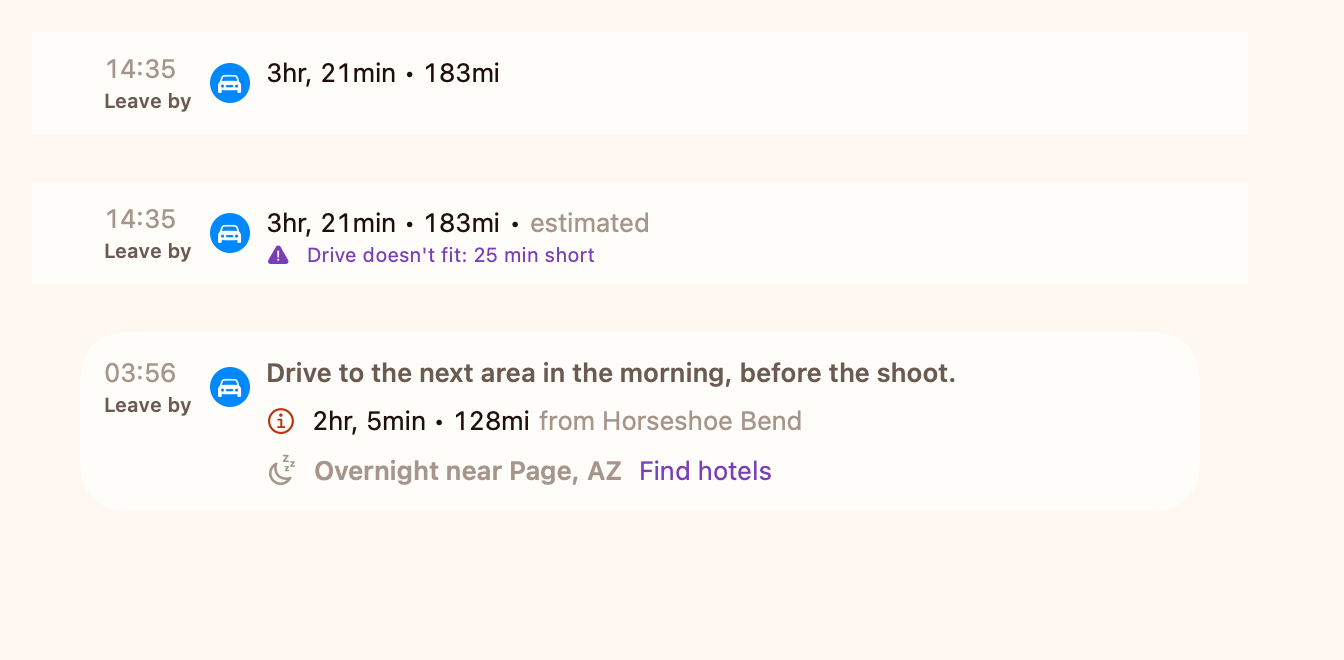 14:35
Leave by
3hr, 21min • 183mi
14:35
Leave by
3hr, 21min • 183mi • estimated
Drive doesn't fit: 25 min short
03:56
Leave by
Drive to the next area in the morning, before the shoot.
2hr, 5min • 128mi from Horseshoe Bend
Overnight near Page, AZ Find hotels